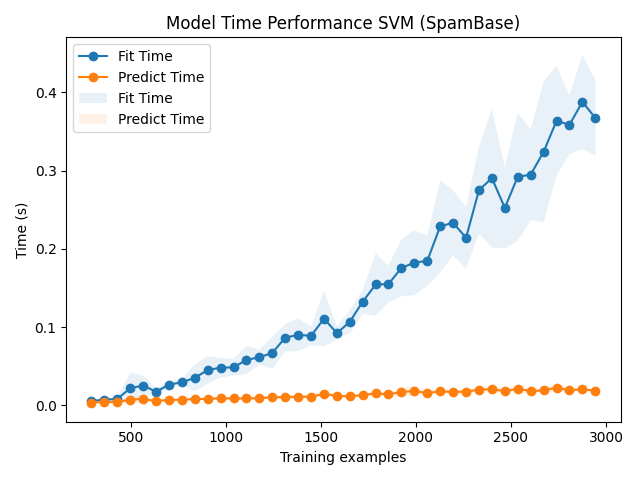 Model Time Performance SVM (SpamBase)
Fit Time
Predict Time
Fit Time
Predict Time
Time (s)
0.4
0.3
0.2
0.1
0.0
500 1000 1500 2000 2500 3000
Training examples